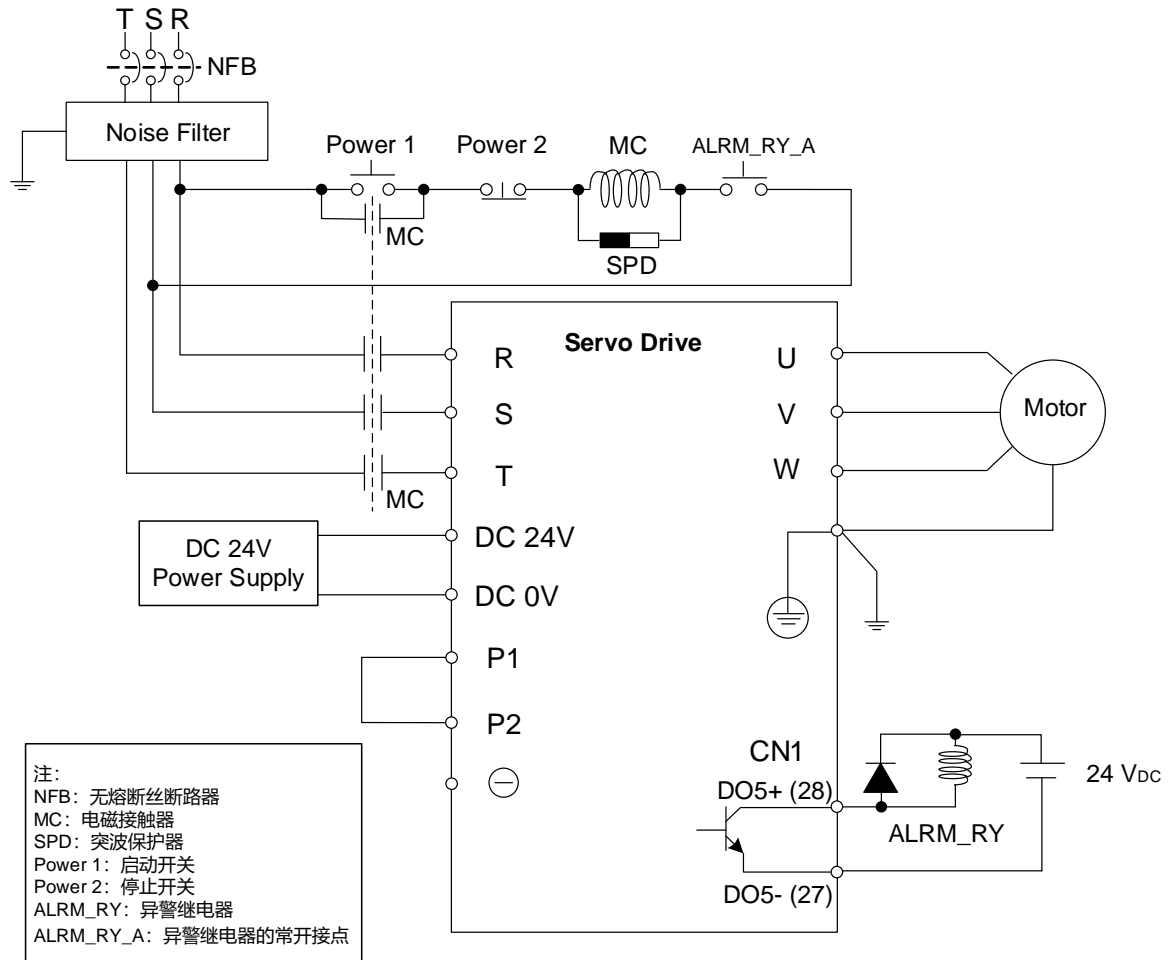 T S R
NFB
Noise Filter
Power 1
Power 2
MC
ALRM_RY_A
MC
SPD
Servo Drive
R
U
S
V
Motor
T
W
MC
DC 24V
Power Supply
DC 24V
DC 0V
P1
P2
CN1
DO5+ (28)
24 VDC
ALRM_RY
DO5- (27)
注：
NFB：无熔断丝断路器
MC：电磁接触器
SPD：突波保护器
Power 1：启动开关
Power 2：停止开关
ALRM_RY：异警继电器
ALRM_RY_A：异警继电器的常开接点